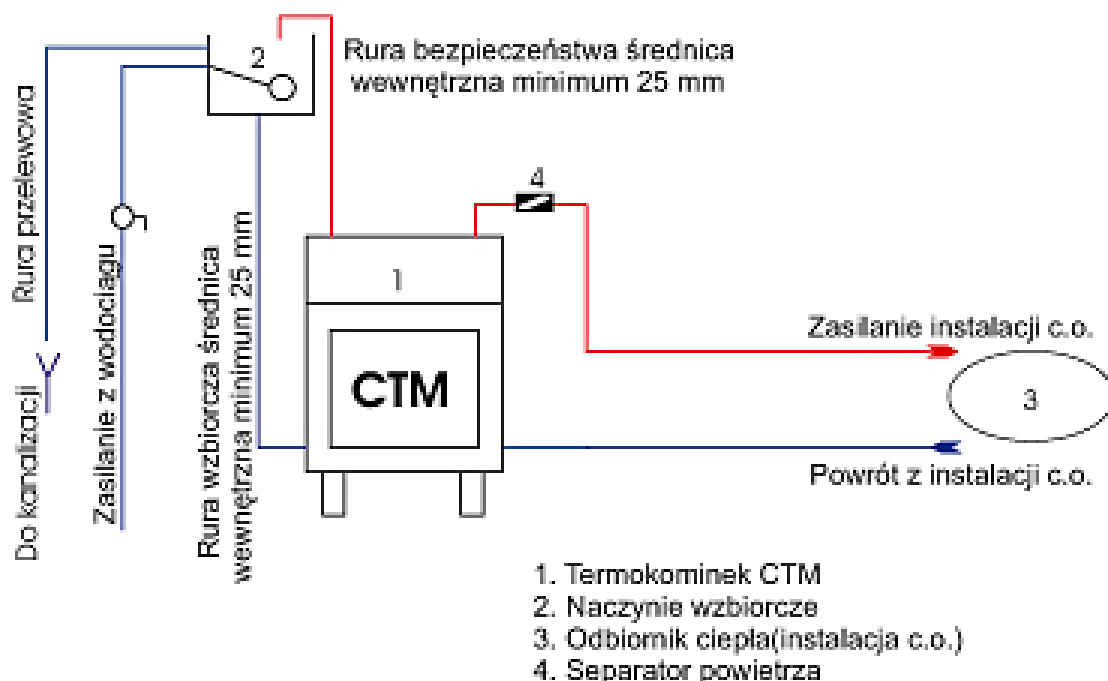 2
Rura bezpieczeństwa średnica
wewnętrzna minimum 25 mm
Rura przelewowa
Do kanalizacji
Zasilanie z wodociągu
Rura wzbiorcza średnica
wewnętrzna minimum 25 mm
4
1
CTM
Zasilanie instalacji c.o.
3
Powrót z instalacji c.o.
1. Termokominek CTM
2. Naczynie wzbiorcze
3. Odbiornik ciepła(instalacja c.o.)
4. Separator powietrza